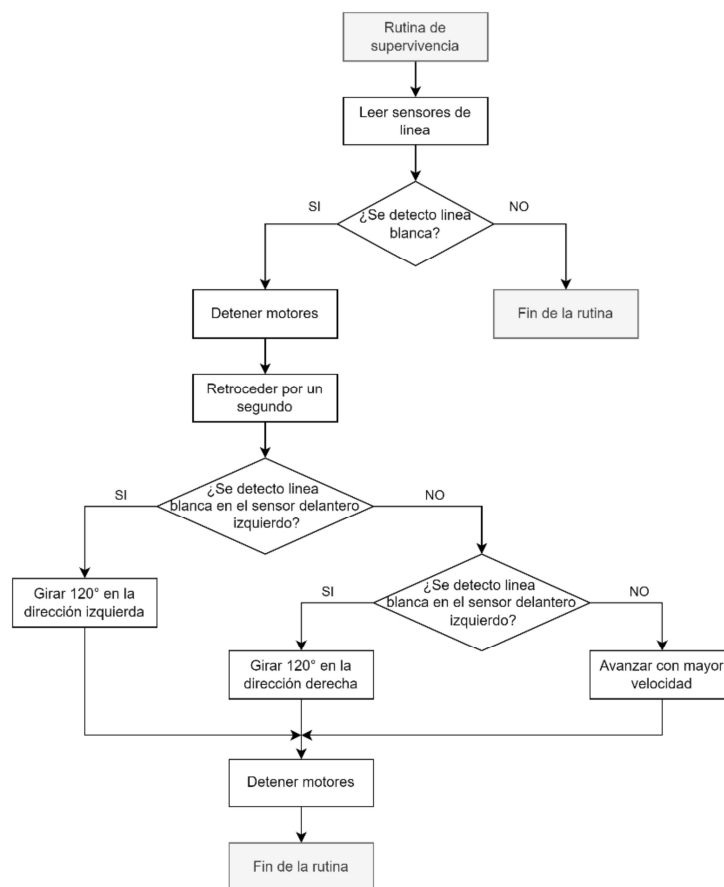 Rutina de
supervivencia
Leer sensores de
linea
SI
¿Se detecto linea
blanca?
NO
Detener motores
Fin de la rutina
Retroceder por un
segundo
SI
¿Se detecto linea
blanca en el sensor delantero
izquierdo?
NO
Girar 120° en la
dirección izquierda
SI
¿Se detecto linea
blanca en el sensor delantero
izquierdo?
NO
Girar 120° en la
dirección derecha
Avanzar con mayor
velocidad
Detener motores
Fin de la rutina